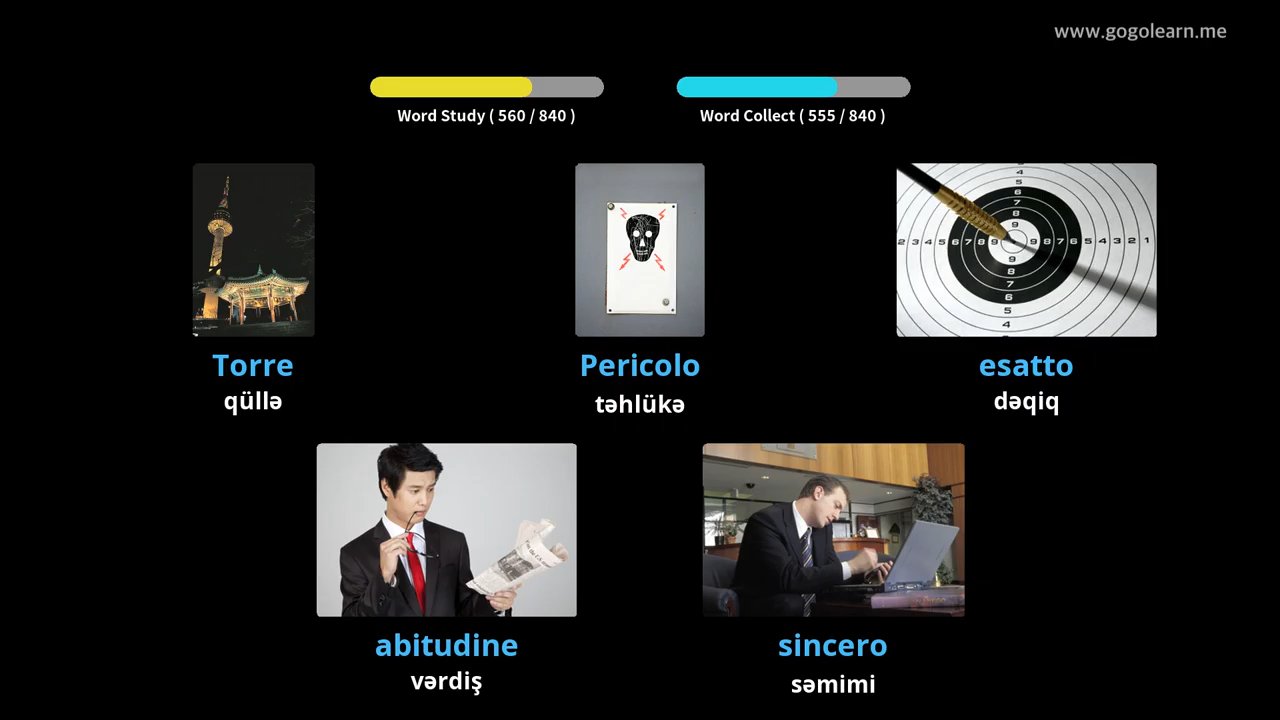 www.gogolearn.me
Word Study ( 560 / 840 )
Word Collect ( 555 / 840 )
Torre
qüllə
Pericolo
təhlükə
esatto
dəqiq
abitudine
vərdiş
sincero
səmimi